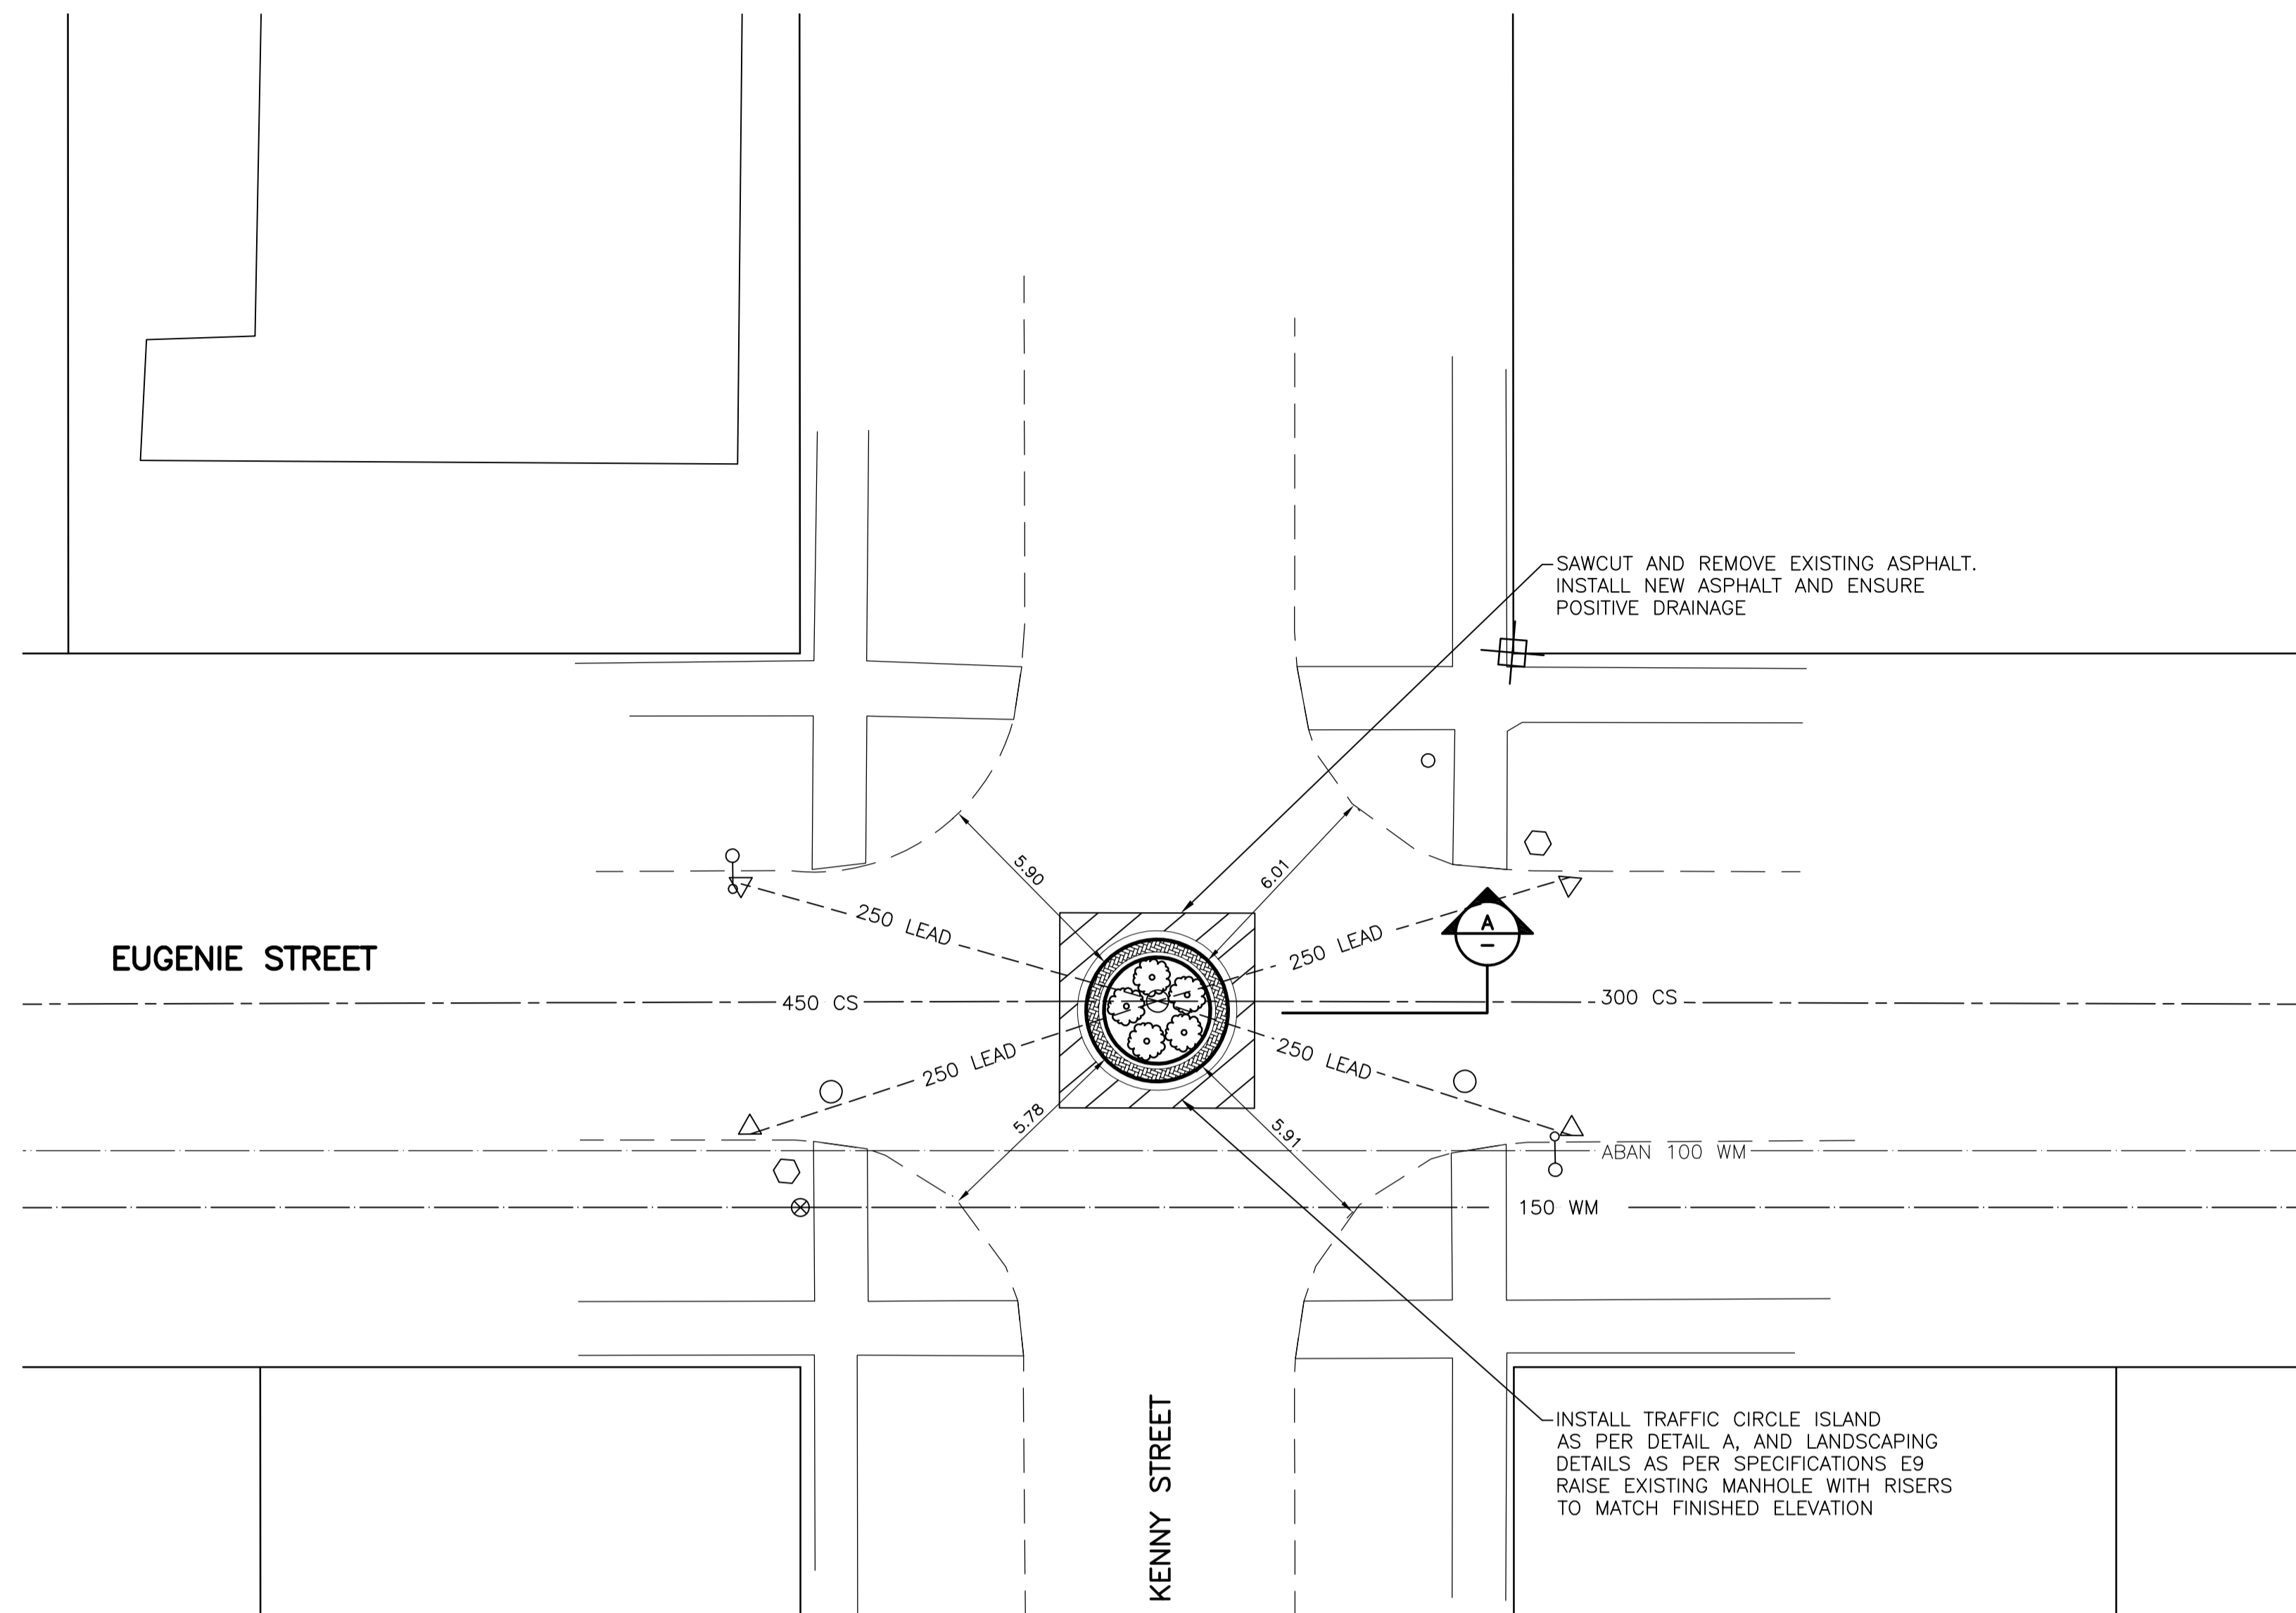 SAWCUT AND REMOVE EXISTING ASPHALT.
INSTALL NEW ASPHALT AND ENSURE
POSITIVE DRAINAGE
5.90
6.01
250 LEAD
250 LEAD
A
–
EUGENIE STREET
450 CS
300 CS
250 LEAD
250 LEAD
5.78
5.91
ABAN 100 WM
150 WM
KENNY STREET
INSTALL TRAFFIC CIRCLE ISLAND
AS PER DETAIL A, AND LANDSCAPING
DETAILS AS PER SPECIFICATIONS E9
RAISE EXISTING MANHOLE WITH RISERS
TO MATCH FINISHED ELEVATION